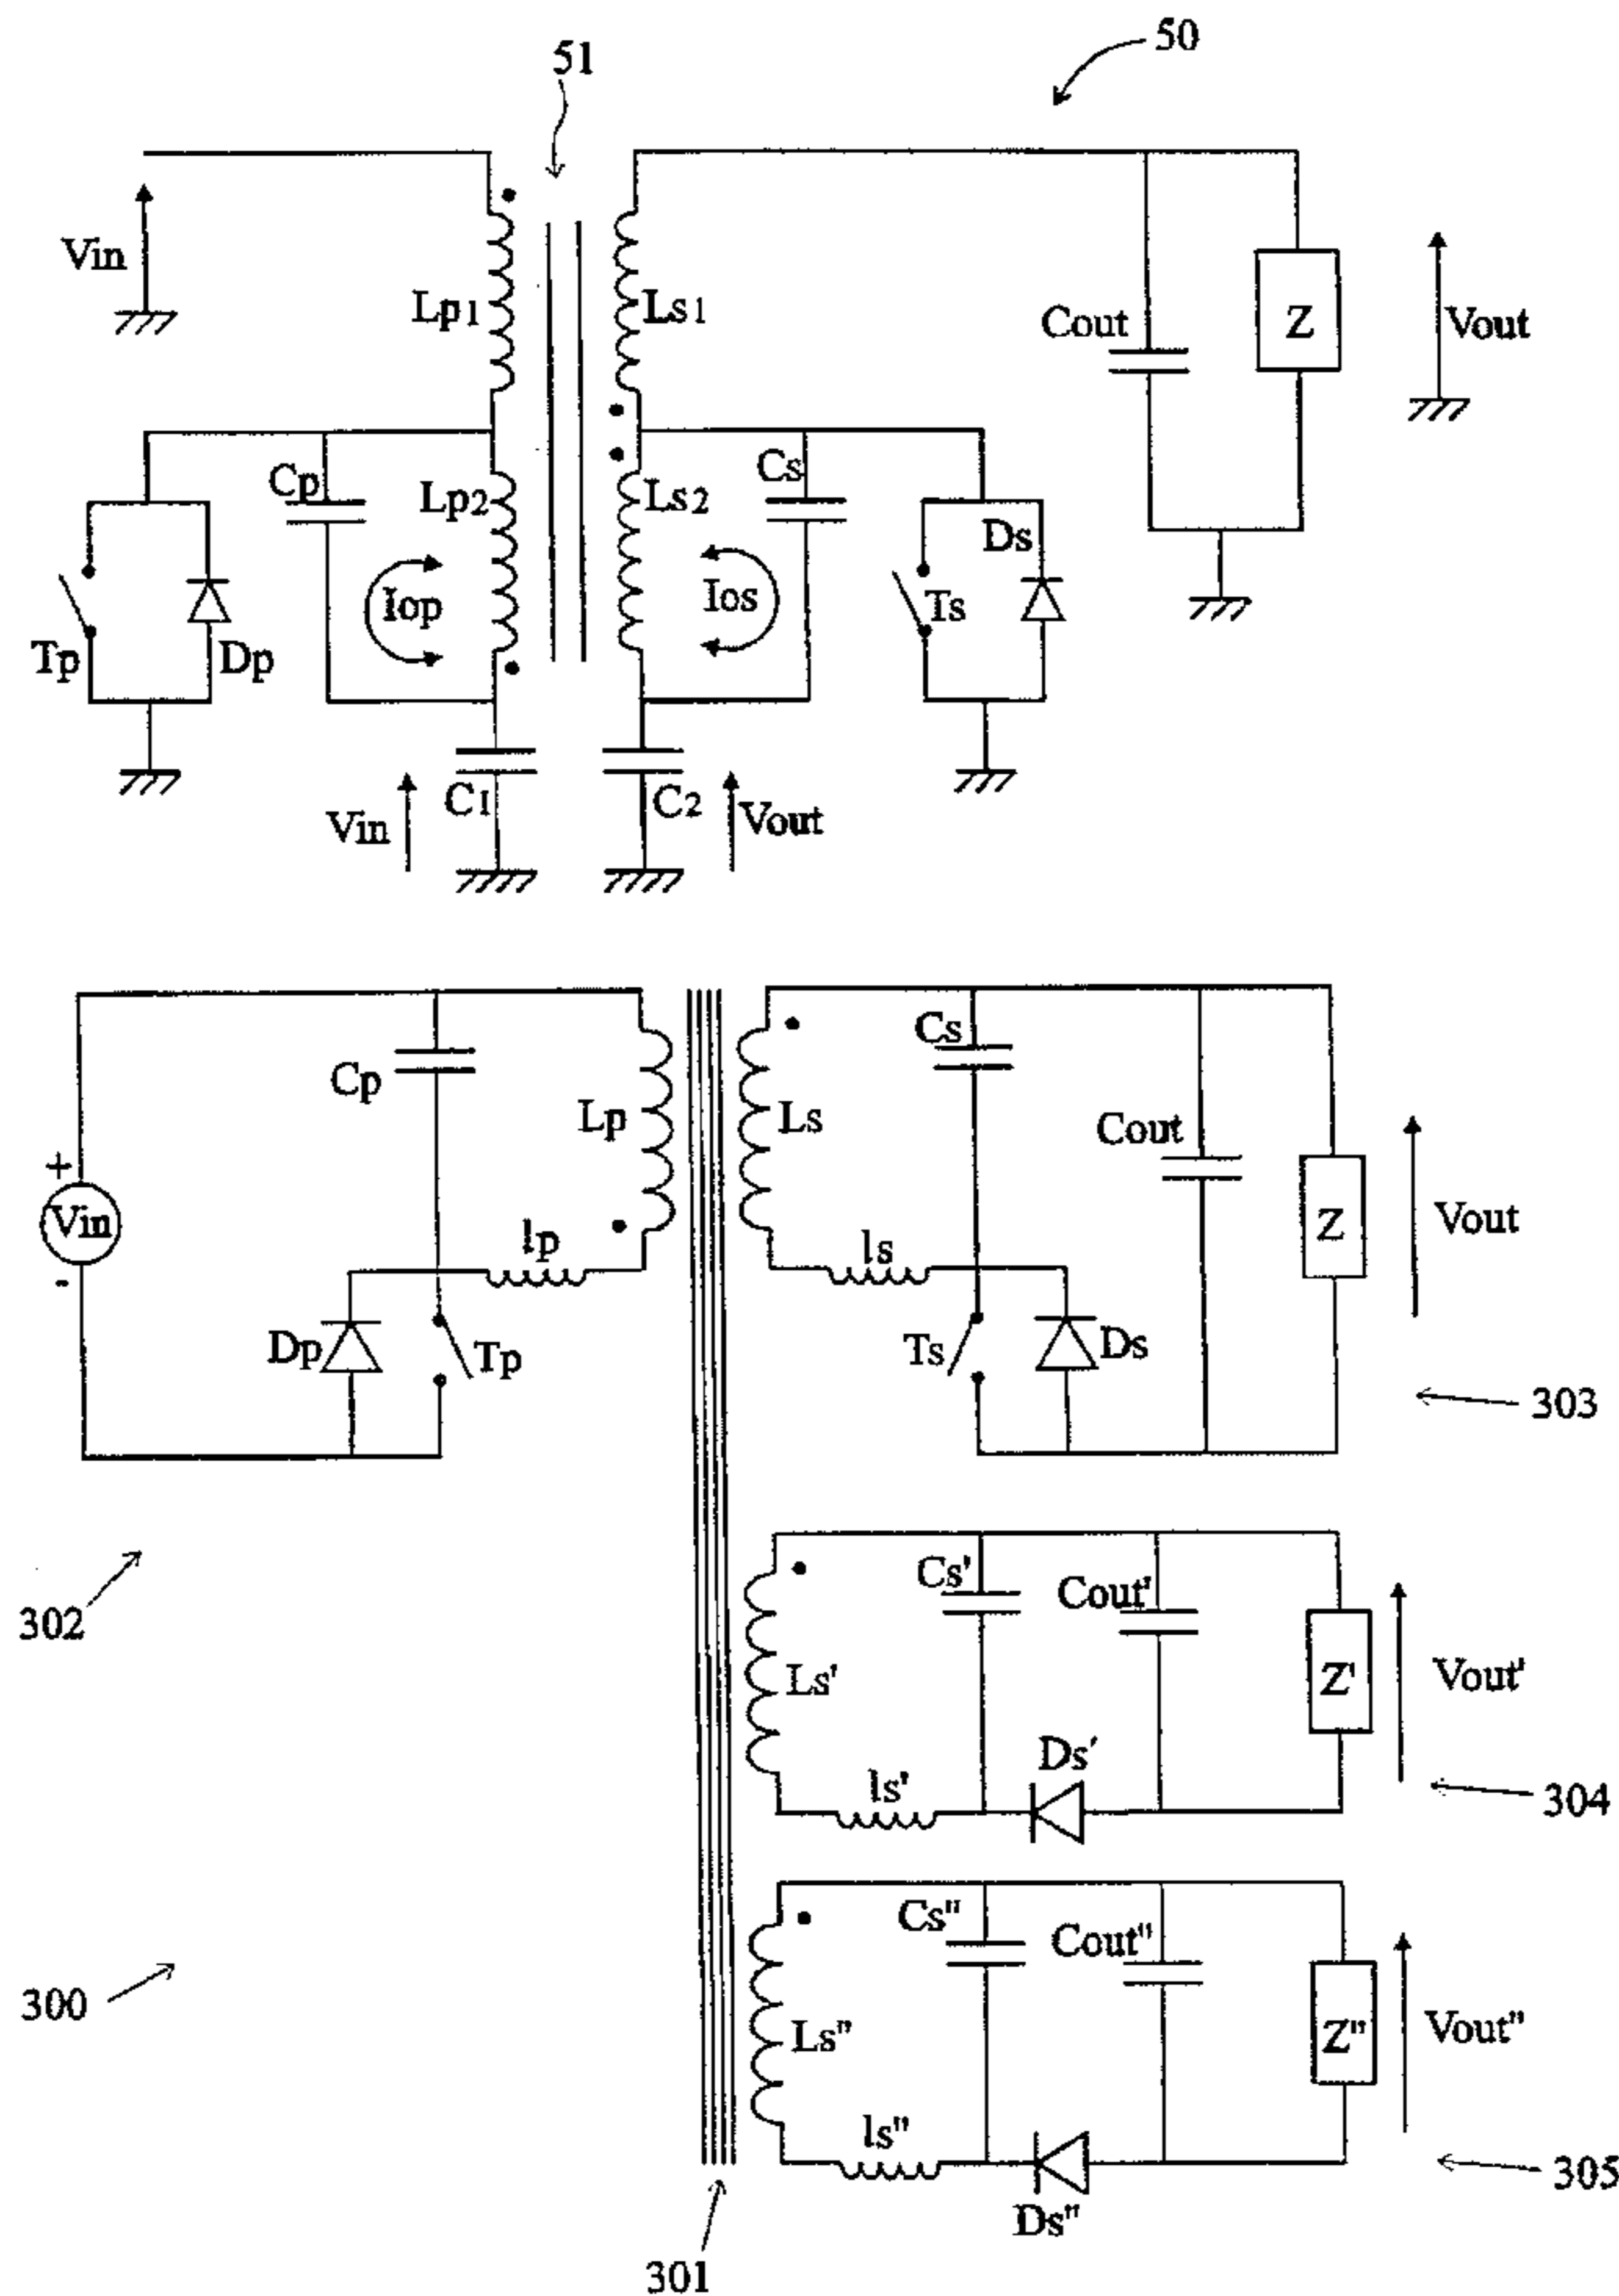 50
51
Vin
Lp1
Ls1
Cout
Z
Vout
Cp
Lp2
Ls2
Cs
Ds
Iop
Ios
Ts
Tp
Dp
C1
C2
Vin
Vout
Cs
Cp
Lp
Ls
Cout
+
Vin
-
lp
ls
Z
Vout
Dp
Tp
Ts
Ds
303
302
Cs'
Cout'
Ls'
Z'
Vout'
Ds'
ls'
304
Cs"
Cout"
300
Ls"
Z"
Vout"
ls"
Ds"
305
301